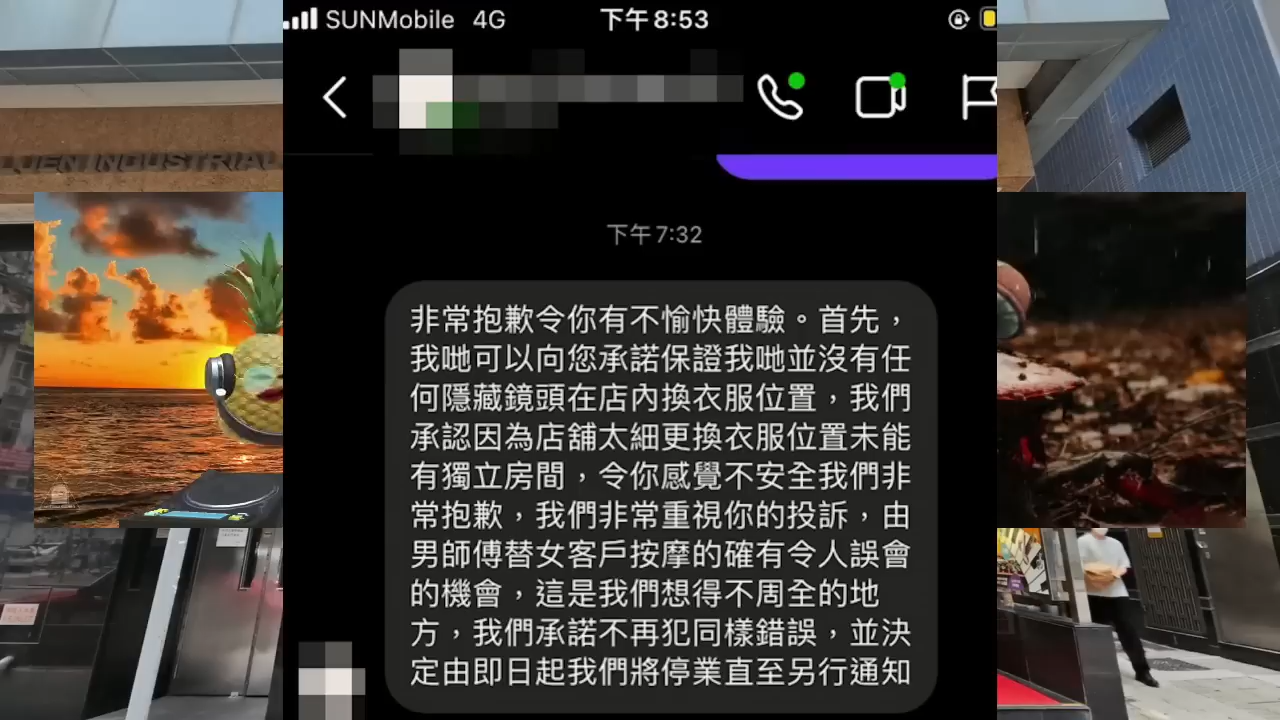 SUNMobile 4G 下午8:53
LUEN INDUSTRIAL
下午7:32
非常抱歉令你有不愉快體驗。首先，
我哋可以向您承諾保證我哋並沒有任
何隱藏鏡頭在店內換衣服位置，我們
承認因為店舖太細更換衣服位置未能
有獨立房間，令你感覺不安全我們非
常抱歉，我們非常重視你的投訴，由
男師傅替女客戶按摩的確有令人誤會
的機會，這是我們想得不周全的地
方，我們承諾不再犯同樣錯誤，並決
定由即日起我們將停業直至另行通知